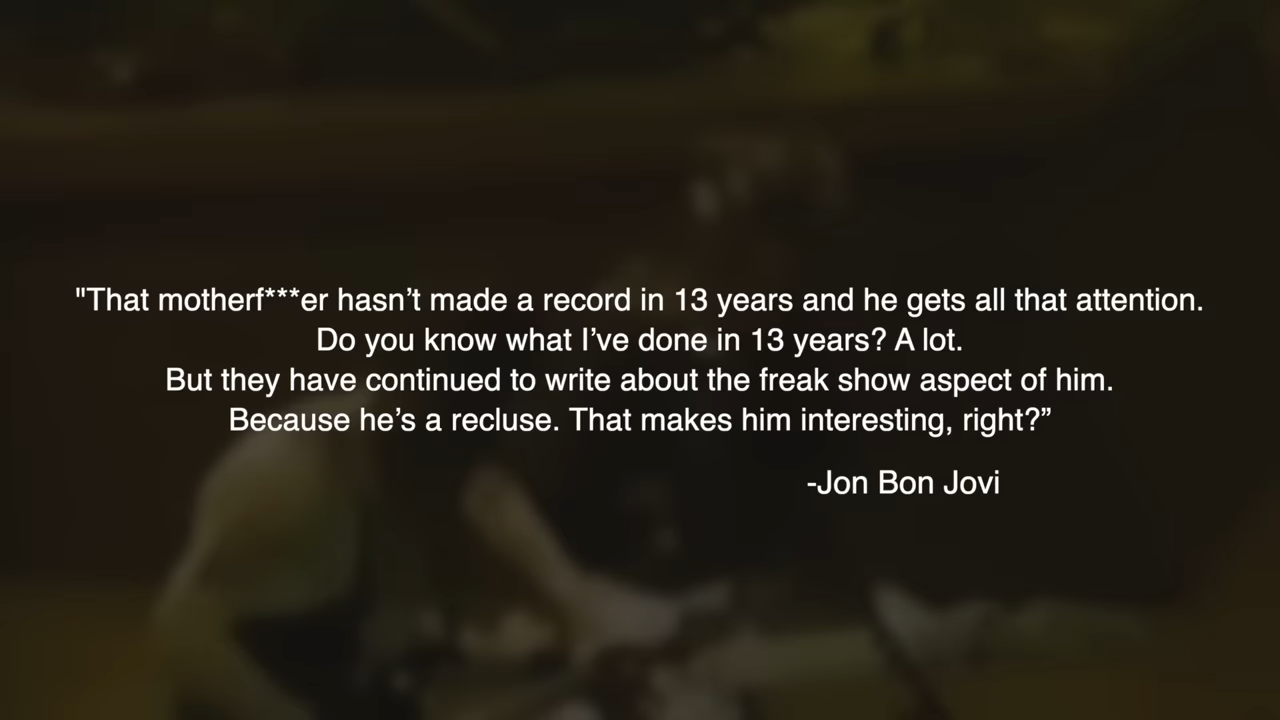 "That motherf***er hasn’t made a record in 13 years and he gets all that attention.
Do you know what I’ve done in 13 years? A lot.
But they have continued to write about the freak show aspect of him.
Because he’s a recluse. That makes him interesting, right?”
-Jon Bon Jovi